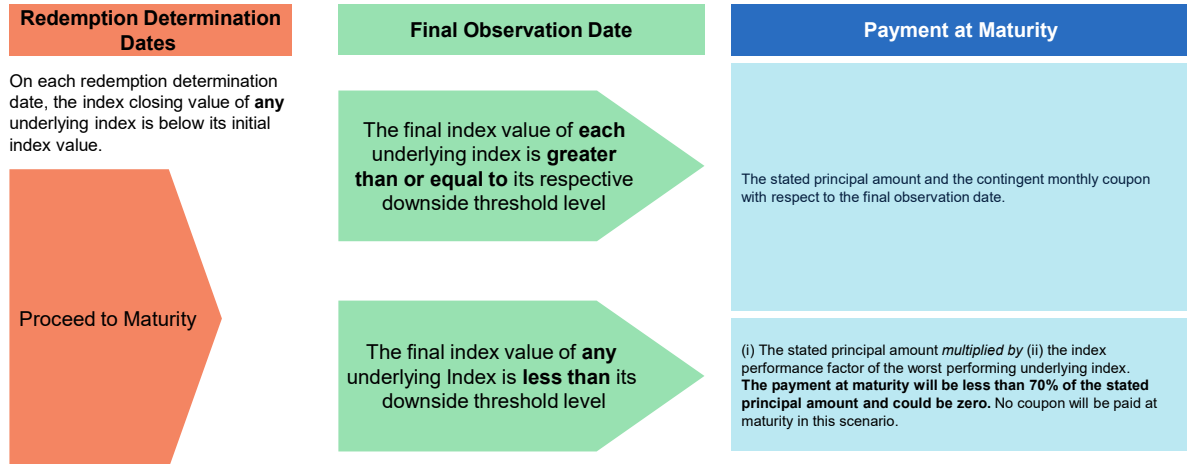 Redemption Determination
Dates
On each redemption determination
date, the index closing value of any
underlying index is below its initial
index value.
Proceed to Maturity
Final Observation Date
The final index value of each
underlying index is greater
than or equal to its respective
downside threshold level
The final index value of any
underlying Index is less than its
downside threshold level
Payment at Maturity
The stated principal amount and the contingent monthly coupon
with respect to the final observation date.
(i) The stated principal amount multiplied by (ii) the index
performance factor of the worst performing underlying index.
The payment at maturity will be less than 70% of the stated
principal amount and could be zero. No coupon will be paid at
maturity in this scenario.